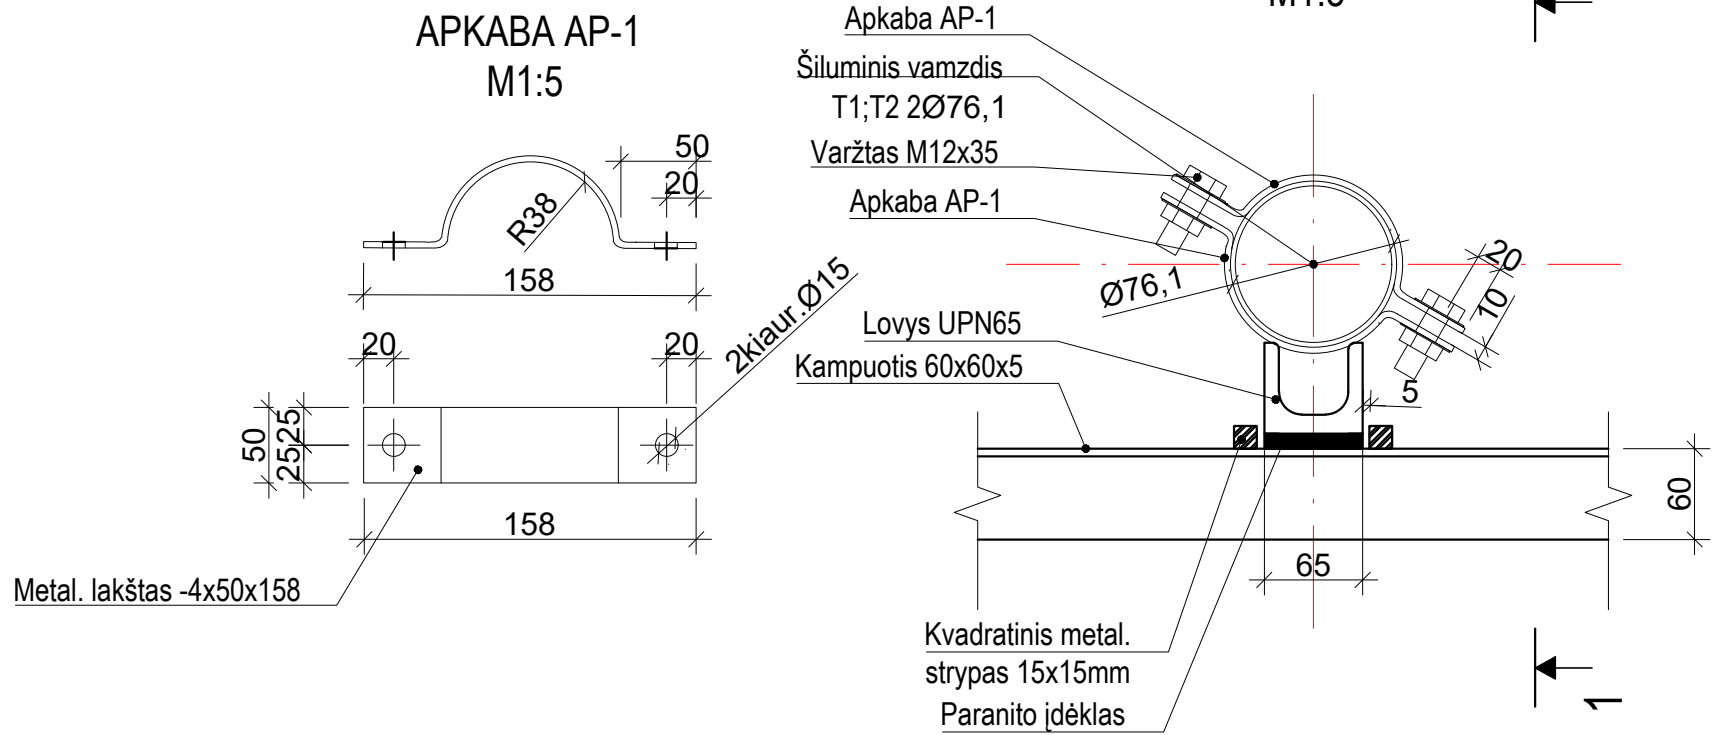 APKABA AP-1
M1:5
50
20
R38
158
20
20
2kiaur.Ø15
50
25
25
158
Metal. lakštas -4x50x158
Apkaba AP-1
Šiluminis vamzdis
T1;T2 2Ø76,1
Varžtas M12x35
Apkaba AP-1
Ø76,1
20
10
Lovys UPN65
Kampuotis 60x60x5
5
60
65
Kvadratinis metal.
strypas 15x15mm
Paranito įdėklas
1